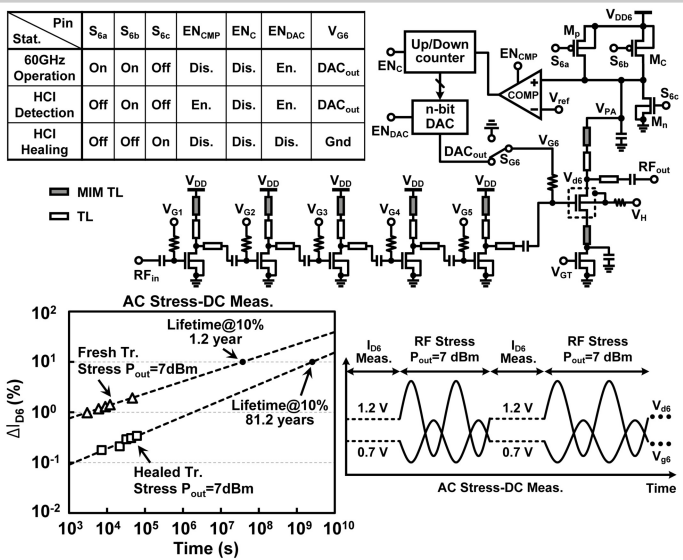 Pin
Stat.
S6a S6b S6c ENCMP ENC ENDAC VG6
60GHz Operation On On Off Dis. Dis. En. DACout
HCI Detection Off On Off En. En. En. DACout
HCI Healing Off Off On Dis. Dis. Dis. Gnd
Up/Down counter
ENC
n-bit DAC
ENDAC
DACout
SG6
VG6
ENCMP
COMP
Vref
VDD6
Mp
MC
S6a
S6b
S6c
Mn
VPA
RFout
Vd6
VH
VGT
MIM TL
TL
VDD VDD VDD VDD VDD
VG1 VG2 VG3 VG4 VG5
RFin
AC Stress-DC Meas.
10^2
10^1
10^0
10^-1
10^-2
ΔID6 (%)
Fresh Tr.
Stress Pout=7dBm
Lifetime@10%
1.2 year
Lifetime@10%
81.2 years
Healed Tr.
Stress Pout=7dBm
10^3 10^4 10^5 10^6 10^7 10^8 10^9 10^10
Time (s)
ID6 Meas.
RF Stress
Pout=7 dBm
ID6 Meas.
RF Stress
Pout=7 dBm
1.2 V
0.7 V
1.2 V
0.7 V
Vd6
Vg6
AC Stress-DC Meas.
Time